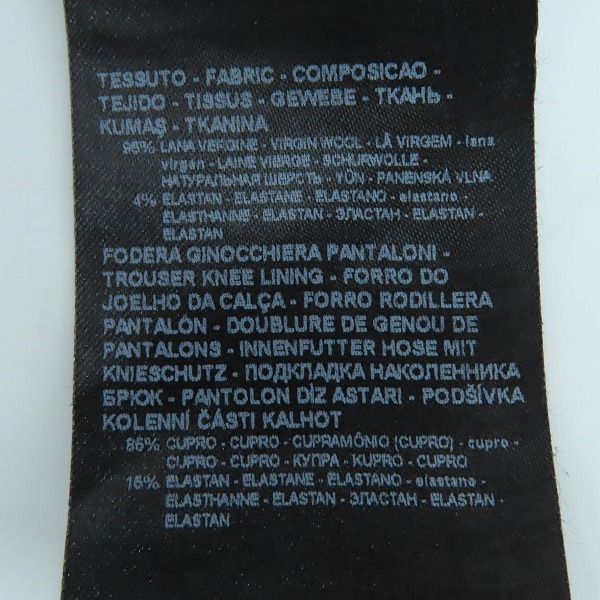 TESSUTO - FABRIC - COMPOSICAO -
TEJIDO - TISSUS - GEWEBE - ТКАНЬ -
KUMAŞ - TKANINA
96% LANA VERGINE - VIRGIN WOOL - LÃ VIRGEM - lana
virgen - LAINE VIERGE - SCHURWOLLE -
НАТУРАЛЬНАЯ ШЕРСТЬ - YÜN - PANENSKÁ VLNA
4% ELASTAN - ELASTANE - ELASTANO - elastano -
ELASTHANNE - ELASTAN - ЭЛАСТАН - ELASTAN -
ELASTAN
FODERA GINOCCHIERA PANTALONI -
TROUSER KNEE LINING - FORRO DO
JOELHO DA CALÇA - FORRO RODILLERA
PANTALÓN - DOUBLURE DE GENOU DE
PANTALONS - INNENFUTTER HOSE MIT
KNIESCHUTZ - ПОДКЛАДКА НАКОЛЕННИКА
БРЮК - PANTOLON DİZ ASTARI - PODŠÍVKA
KOLENNÍ ČÁSTI KALHOT
85% CUPRO - CUPRO - CUPRAMÔNIO (CUPRO) - cupro -
CUPRO - CUPRO - КУПРА - KUPRO - CUPRO
15% ELASTAN - ELASTANE - ELASTANO - elastano -
ELASTHANNE - ELASTAN - ЭЛАСТАН - ELASTAN -
ELASTAN